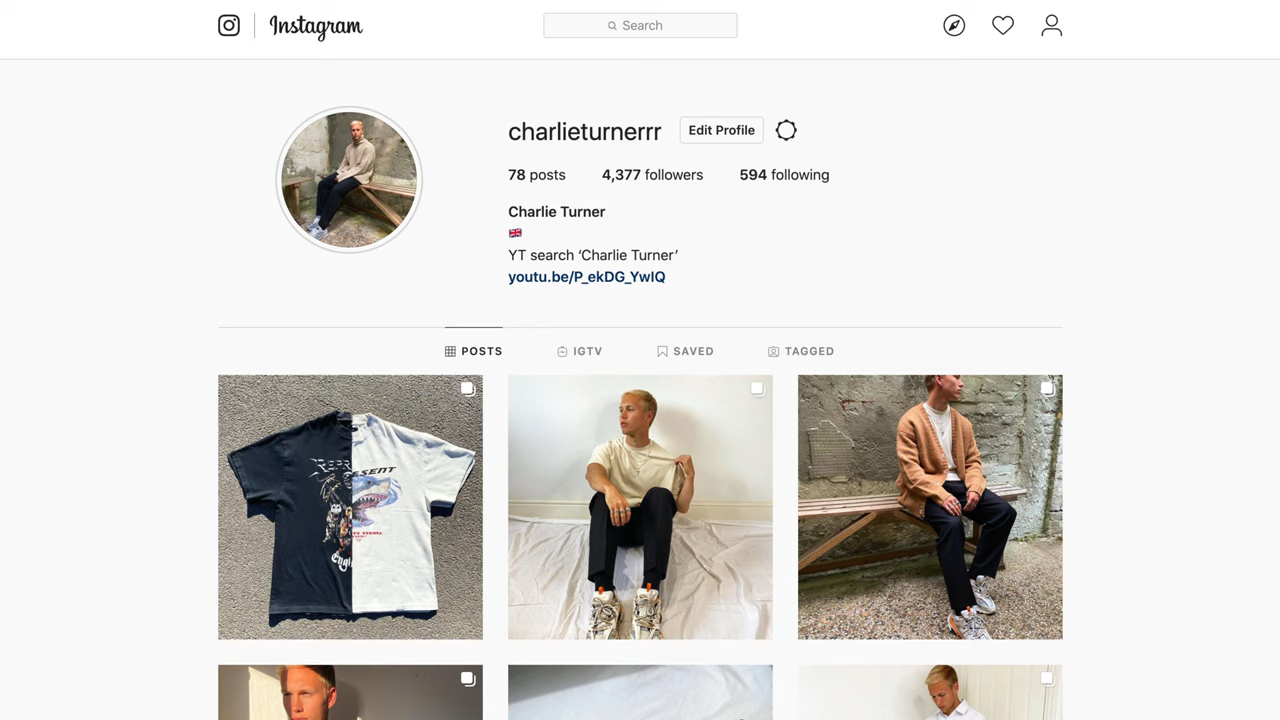 Instagram
Search
charlieturnerrr Edit Profile
78 posts 4,377 followers 594 following
Charlie Turner
YT search ‘Charlie Turner’
youtu.be/P_ekDG_YwIQ
POSTS IGTV SAVED TAGGED
REPRESENT